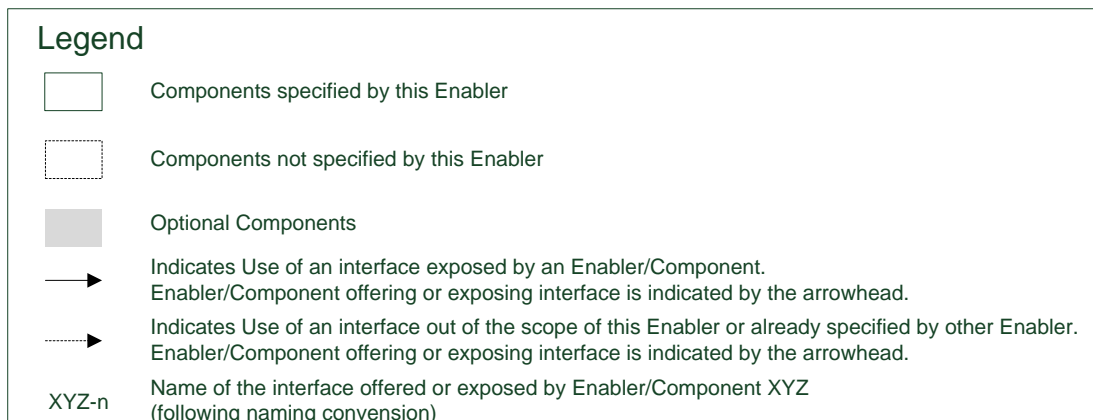 Legend
Components specified by this Enabler
Components not specified by this Enabler
Optional Components
Indicates Use of an interface exposed by an Enabler/Component.
Enabler/Component offering or exposing interface is indicated by the arrowhead.
Indicates Use of an interface out of the scope of this Enabler or already specified by other Enabler.
Enabler/Component offering or exposing interface is indicated by the arrowhead.
XYZ-n Name of the interface offered or exposed by Enabler/Component XYZ
(following naming convension)